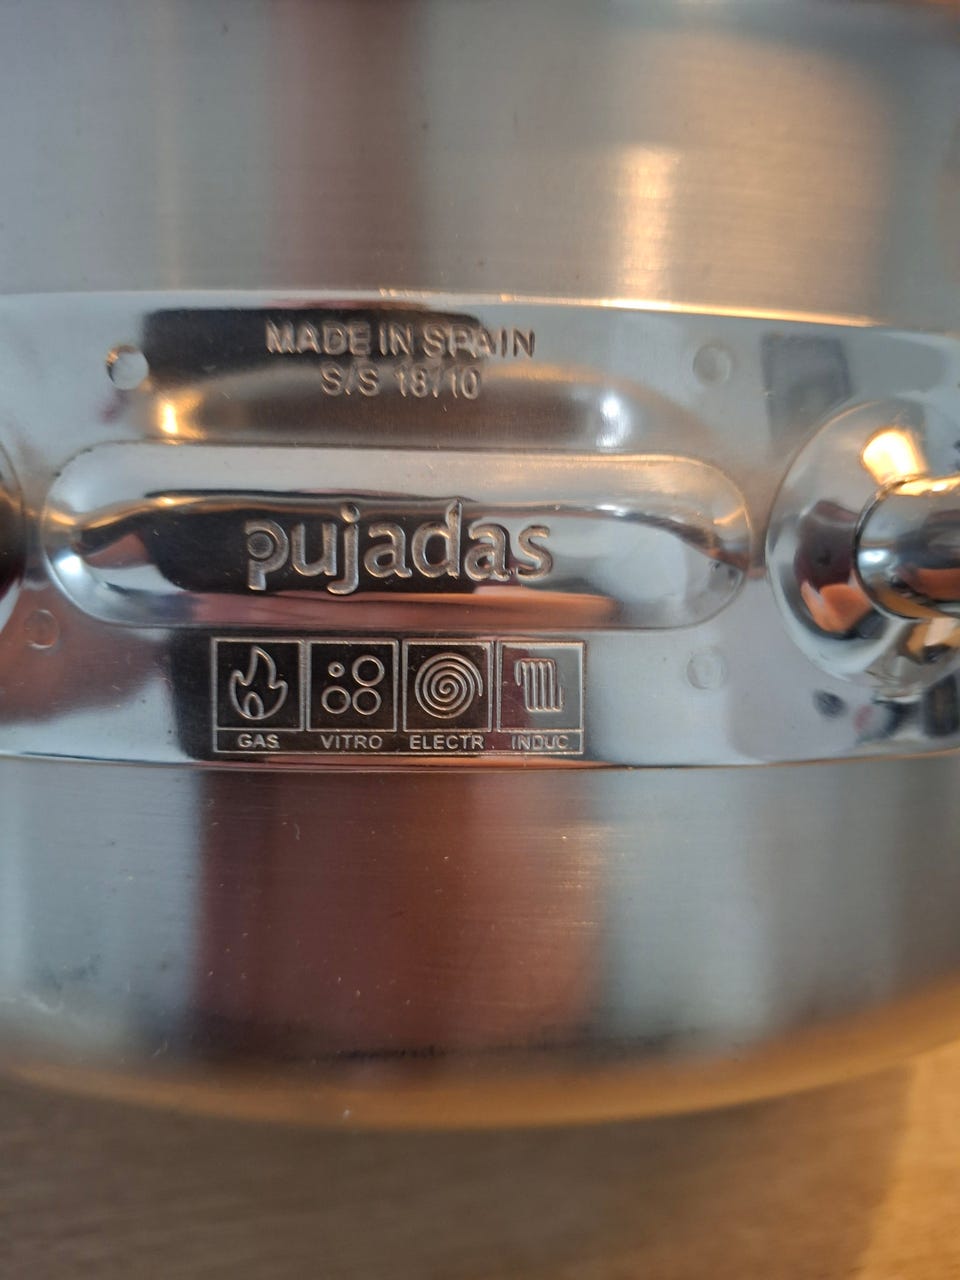 MADE IN SPAIN
S/S 18/10
pujadas
GAS VITRO ELECTR. INDUC.